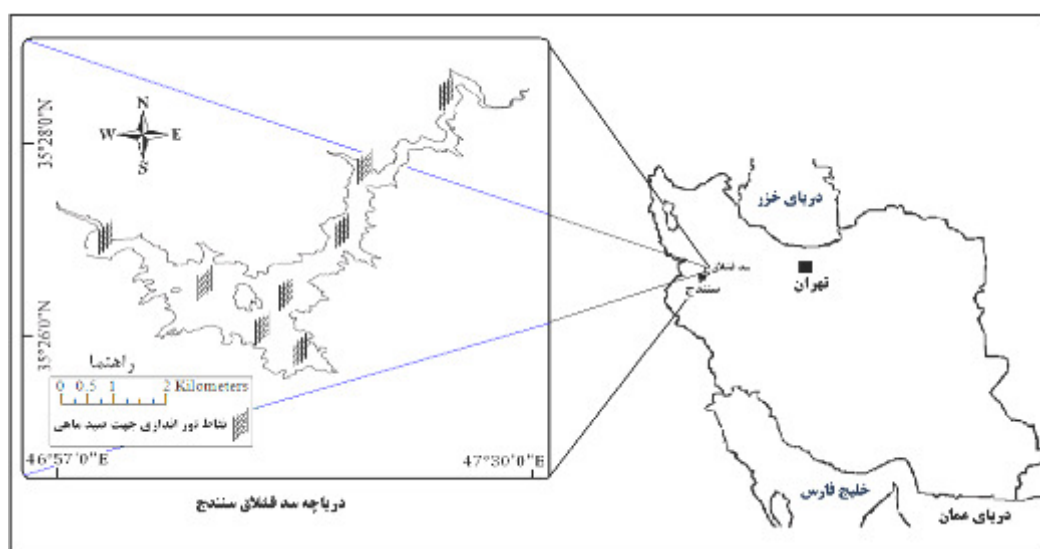 N
W E
S
35°28'0"N
35°26'0"N
راهنما
0 0.5 1 2 Kilometers
نقاط تور اندازی جهت صید ماهی
46°57'0"E
47°30'0"E
دریاچه سد قشلاق سنندج
دریای خزر
سد قشلاق
سنندج
تهران
خلیج فارس
دریای عمان